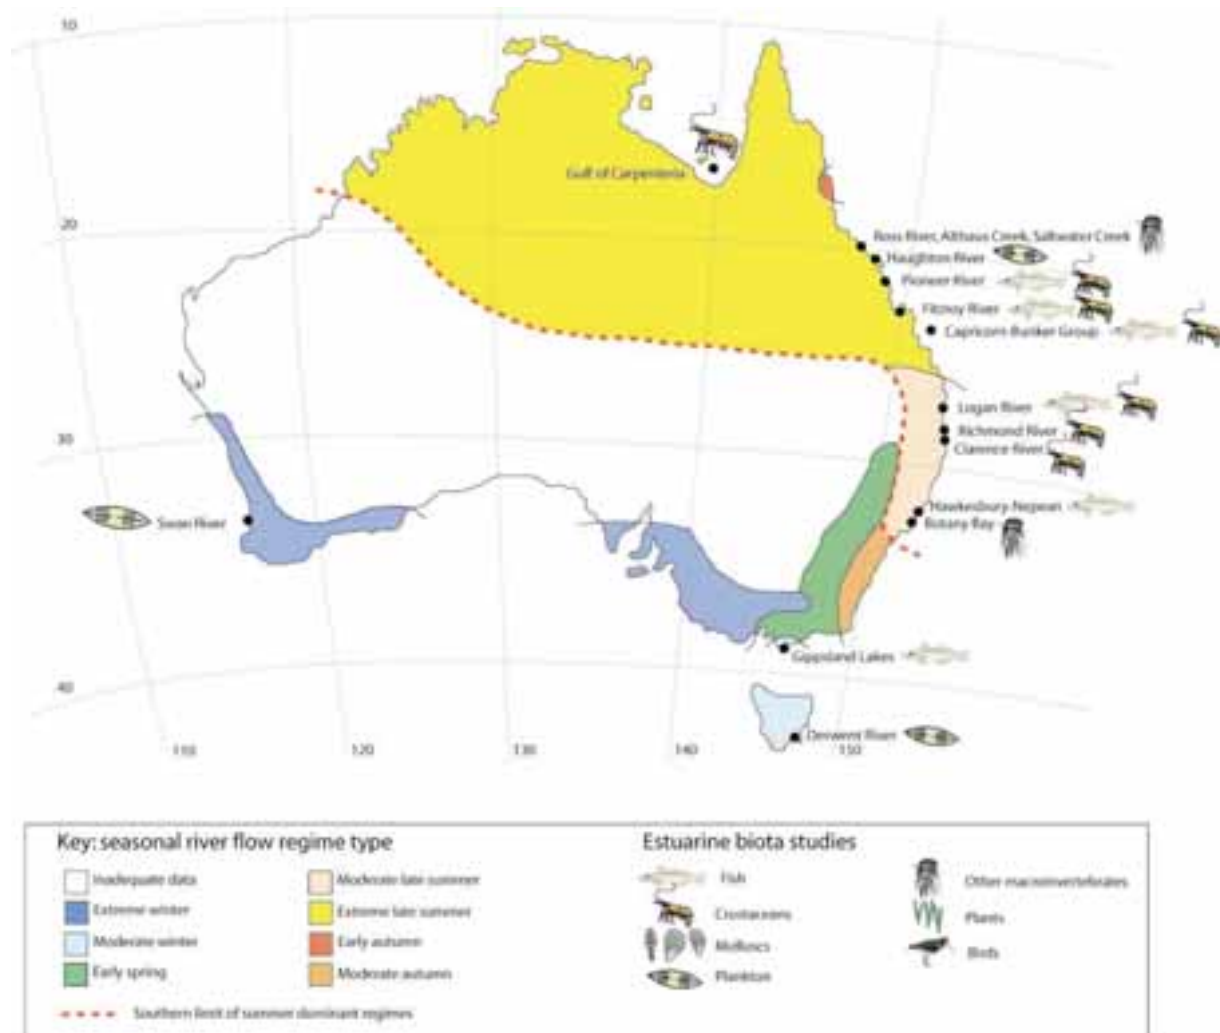 10
Gulf of Carpenteria
20
Ross River, Althaus Creek, Saltwater Creek
Haughton River
Pioneer River
Fitzroy River
Capricorn-Bunker Group
Logan River
30
Richmond River
Clarence River
Swan River
Hawkesbury-Nepean
Botany Bay
Gippsland Lakes
40
Derwent River
110 120 130 140 150
Key: seasonal river flow regime type
Inadequate data
Extreme winter
Moderate winter
Early spring
Moderate late summer
Extreme late summer
Early autumn
Moderate autumn
Southern limit of summer dominant regimes
Estuarine biota studies
Fish
Crustaceans
Molluscs
Plankton
Other macroinvertebrates
Plants
Birds